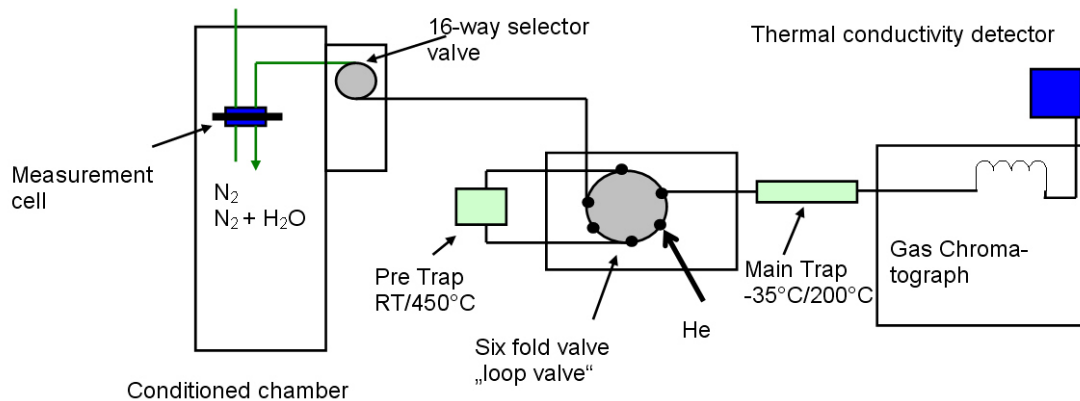 16-way selector
valve
Thermal conductivity detector
Measurement
cell
N2
N2 + H2O
Pre Trap
RT/450°C
Six fold valve
„loop valve“
He
Main Trap
-35°C/200°C
Gas Chroma-
tograph
Conditioned chamber